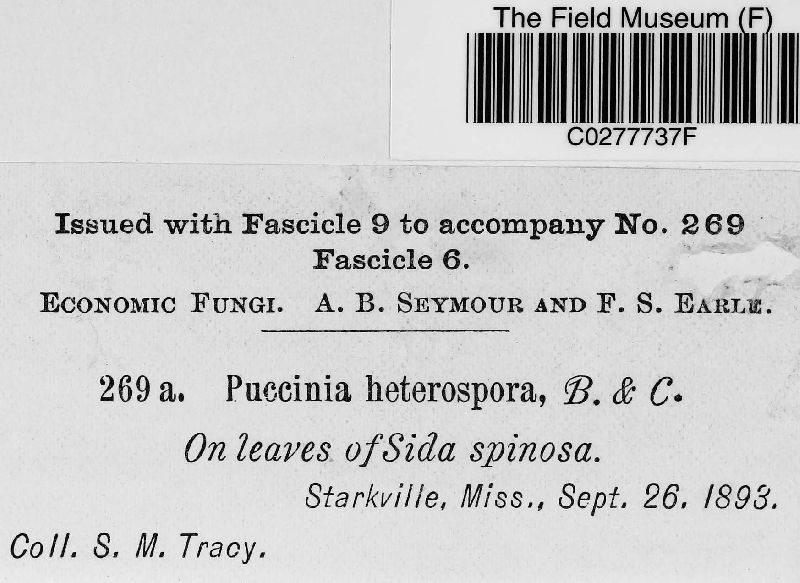 The Field Museum (F)
C0277737F
Issued with Fascicle 9 to accompany No. 269
Fascicle 6.
ECONOMIC FUNGI. A. B. SEYMOUR AND F. S. EARLE.
269 a. Puccinia heterospora, B. & C.
On leaves of Sida spinosa.
Starkville, Miss., Sept. 26. 1893.
Coll. S. M. Tracy.